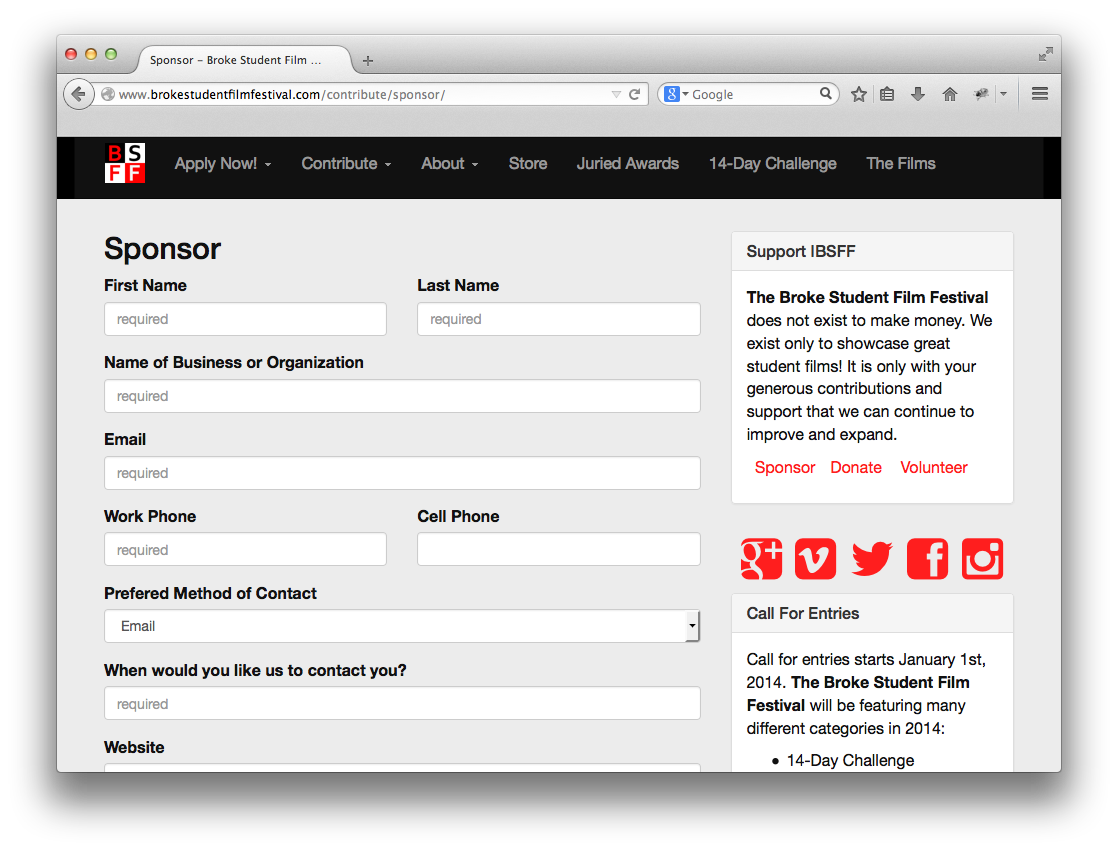 Sponsor – Broke Student Film ...
www.brokestudentfilmfestival.com/contribute/sponsor/
8 Google
BS
FF
Apply Now! Contribute About Store Juried Awards 14-Day Challenge The Films
Sponsor
First Name Last Name
required required
Name of Business or Organization
required
Email
required
Work Phone Cell Phone
required
Prefered Method of Contact
Email
When would you like us to contact you?
required
Website
Support IBSFF
The Broke Student Film Festival
does not exist to make money. We
exist only to showcase great
student films! It is only with your
generous contributions and
support that we can continue to
improve and expand.
Sponsor Donate Volunteer
Call For Entries
Call for entries starts January 1st,
2014. The Broke Student Film
Festival will be featuring many
different categories in 2014:
• 14-Day Challenge